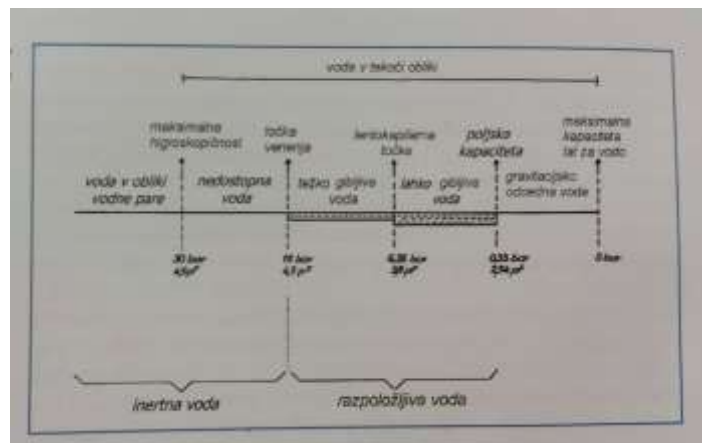 voda v tekoči obliki
maksimalna
higroskopičnost
točka
venenja
lentokapilarna
točka
poljska
kapaciteta
maksimalna
kapaciteta
tal za vodo
voda v obliki
vodne pare
nedostopna
voda
težko gibljiva
voda
lahko gibljiva
voda
gravitacijsko
odcedna voda
30 bar
bar
6,25 bar
0,33 bar
0 bar
inertna voda
razpoložljiva voda